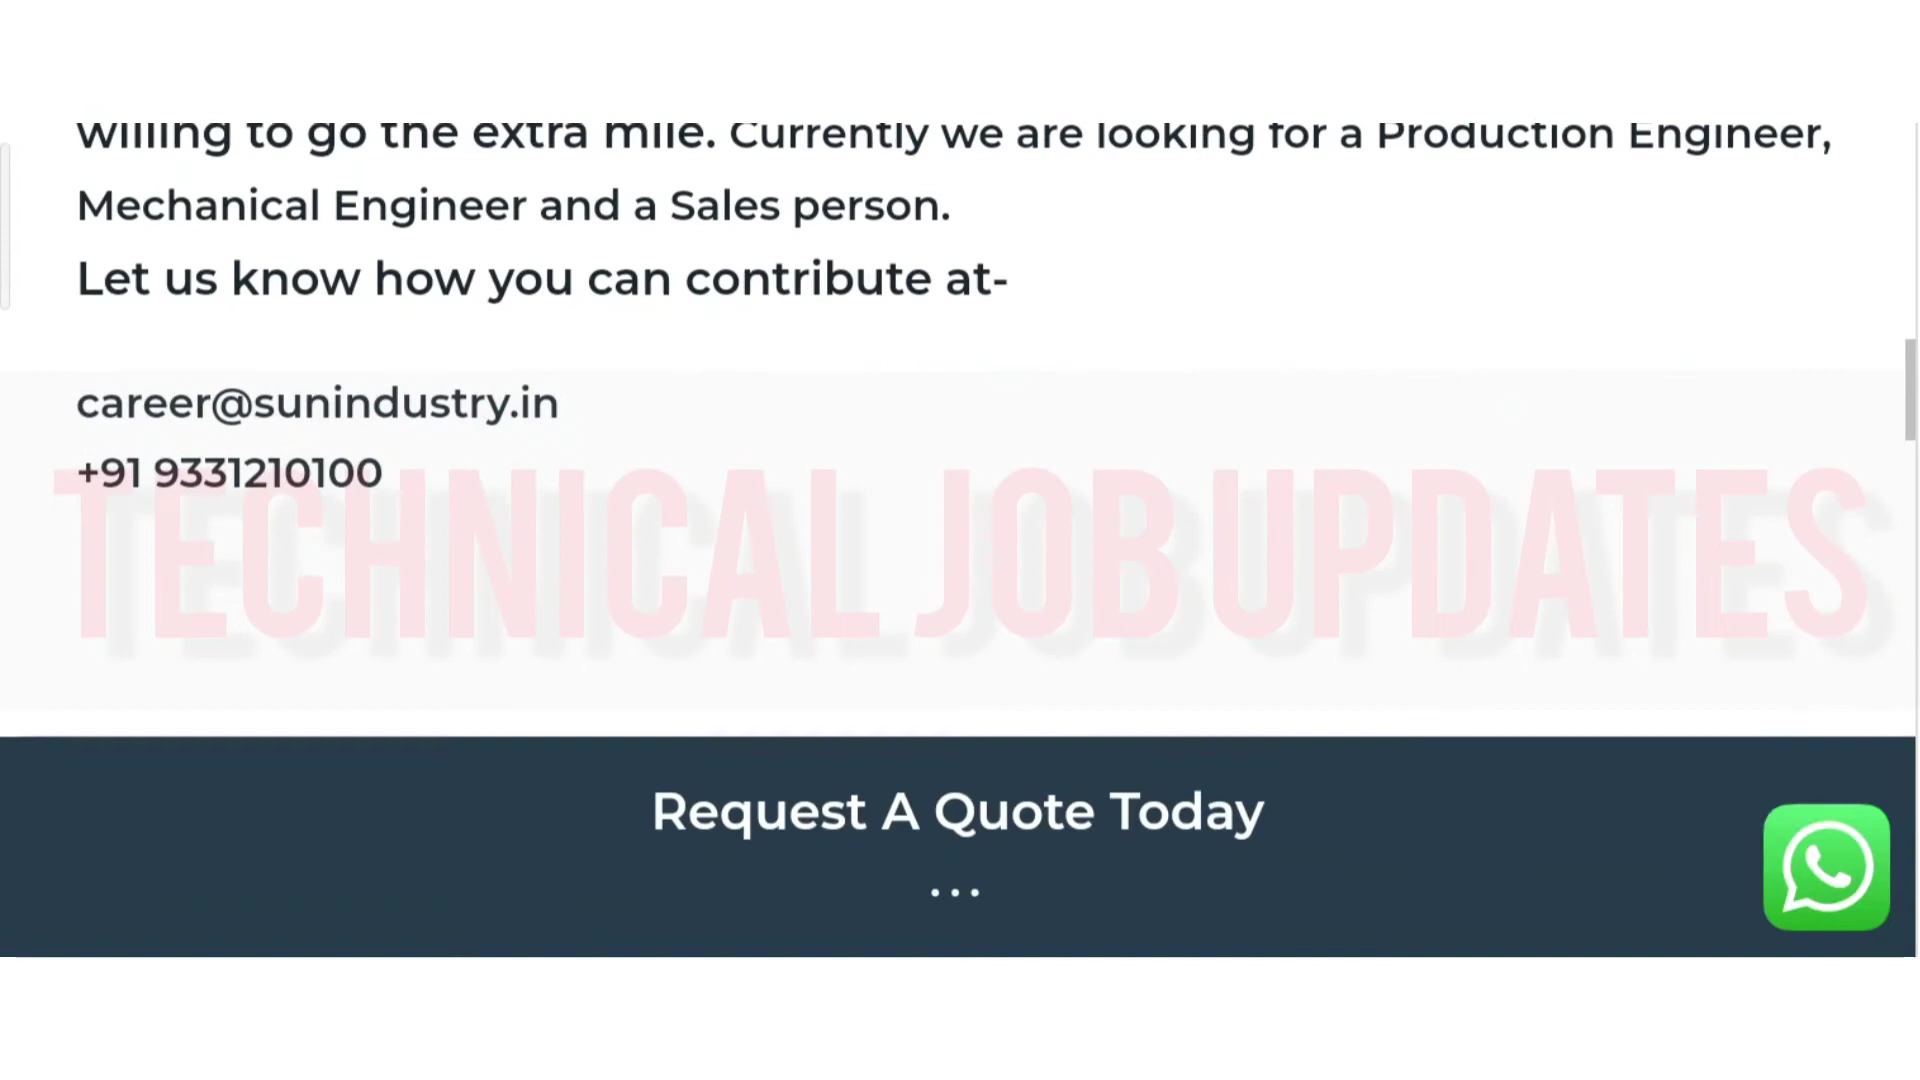 willing to go the extra mile. Currently we are looking for a Production Engineer,
Mechanical Engineer and a Sales person.
Let us know how you can contribute at-
career@sunindustry.in
+91 9331210100
TECHNICAL JOB UPDATES
Request A Quote Today
...